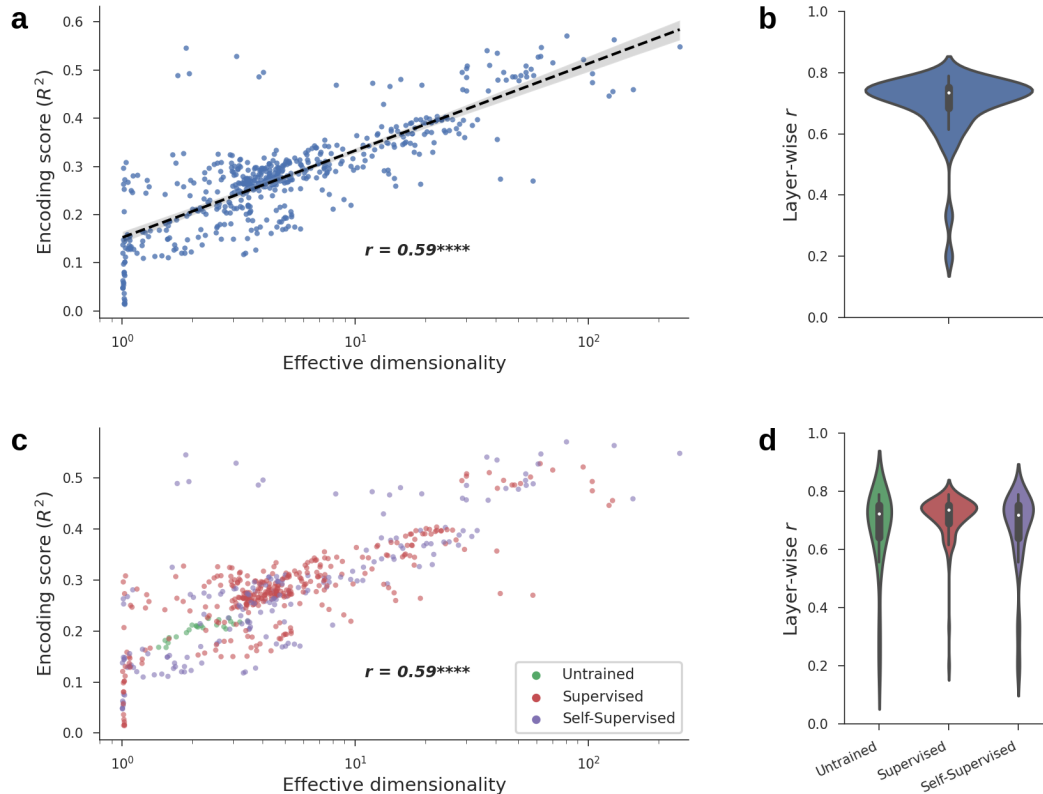 a
Encoding score (R²)
0.6
0.5
0.4
0.3
0.2
0.1
0.0
r = 0.59****
10⁰
10¹
10²
Effective dimensionality
b
Layer-wise r
1.0
0.8
0.6
0.4
0.2
0.0
c
Encoding score (R²)
0.5
0.4
0.3
0.2
0.1
0.0
r = 0.59****
Untrained
Supervised
Self-Supervised
10⁰
10¹
10²
Effective dimensionality
d
Layer-wise r
1.0
0.8
0.6
0.4
0.2
0.0
Untrained
Supervised
Self-Supervised